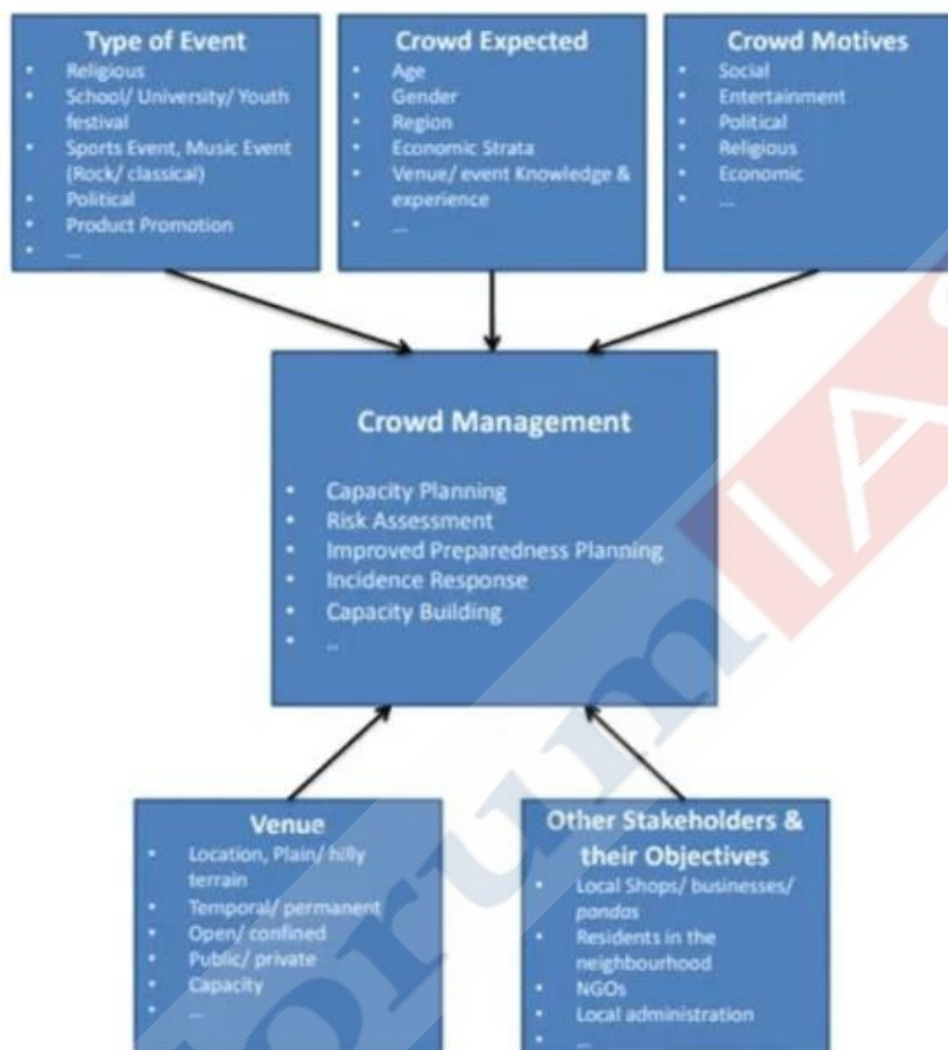 Type of Event
• Religious
• School/ University/ Youth
festival
• Sports Event, Music Event
(Rock/ classical)
• Political
• Product Promotion
• ...
Crowd Expected
• Age
• Gender
• Region
• Economic Strata
• Venue/ event Knowledge &
experience
• ...
Crowd Motives
• Social
• Entertainment
• Political
• Religious
• Economic
• ...
Crowd Management
• Capacity Planning
• Risk Assessment
• Improved Preparedness Planning
• Incidence Response
• Capacity Building
• ..
Venue
• Location, Plain/ hilly
terrain
• Temporal/ permanent
• Open/ confined
• Public/ private
• Capacity
• ...
Other Stakeholders &
their Objectives
• Local Shops/ businesses/
pandas
• Residents in the
neighbourhood
• NGOs
• Local administration
• ...
orum IA